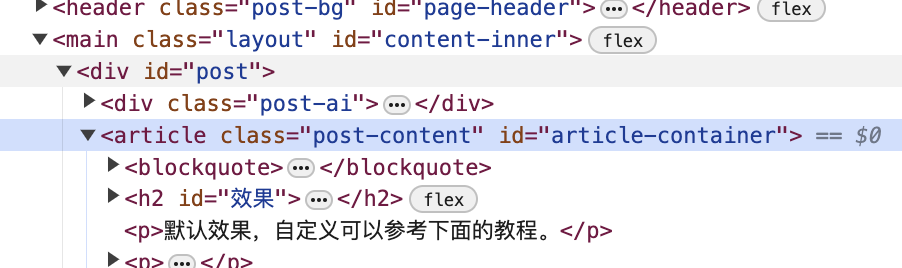 <header class="post-bg" id="page-header">…</header> flex
<main class="layout" id="content-inner"> flex
<div id="post">
<div class="post-ai">…</div>
<article class="post-content" id="article-container"> == $0
<blockquote>…</blockquote>
<h2 id="效果">…</h2> flex
<p>默认效果，自定义可以参考下面的教程。</p>
<p>…</p>